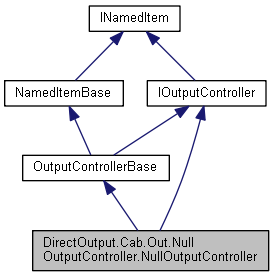 INamedItem
NamedItemBase
IOutputController
OutputControllerBase
DirectOutput.Cab.Out.Null
OutputController.NullOutputController